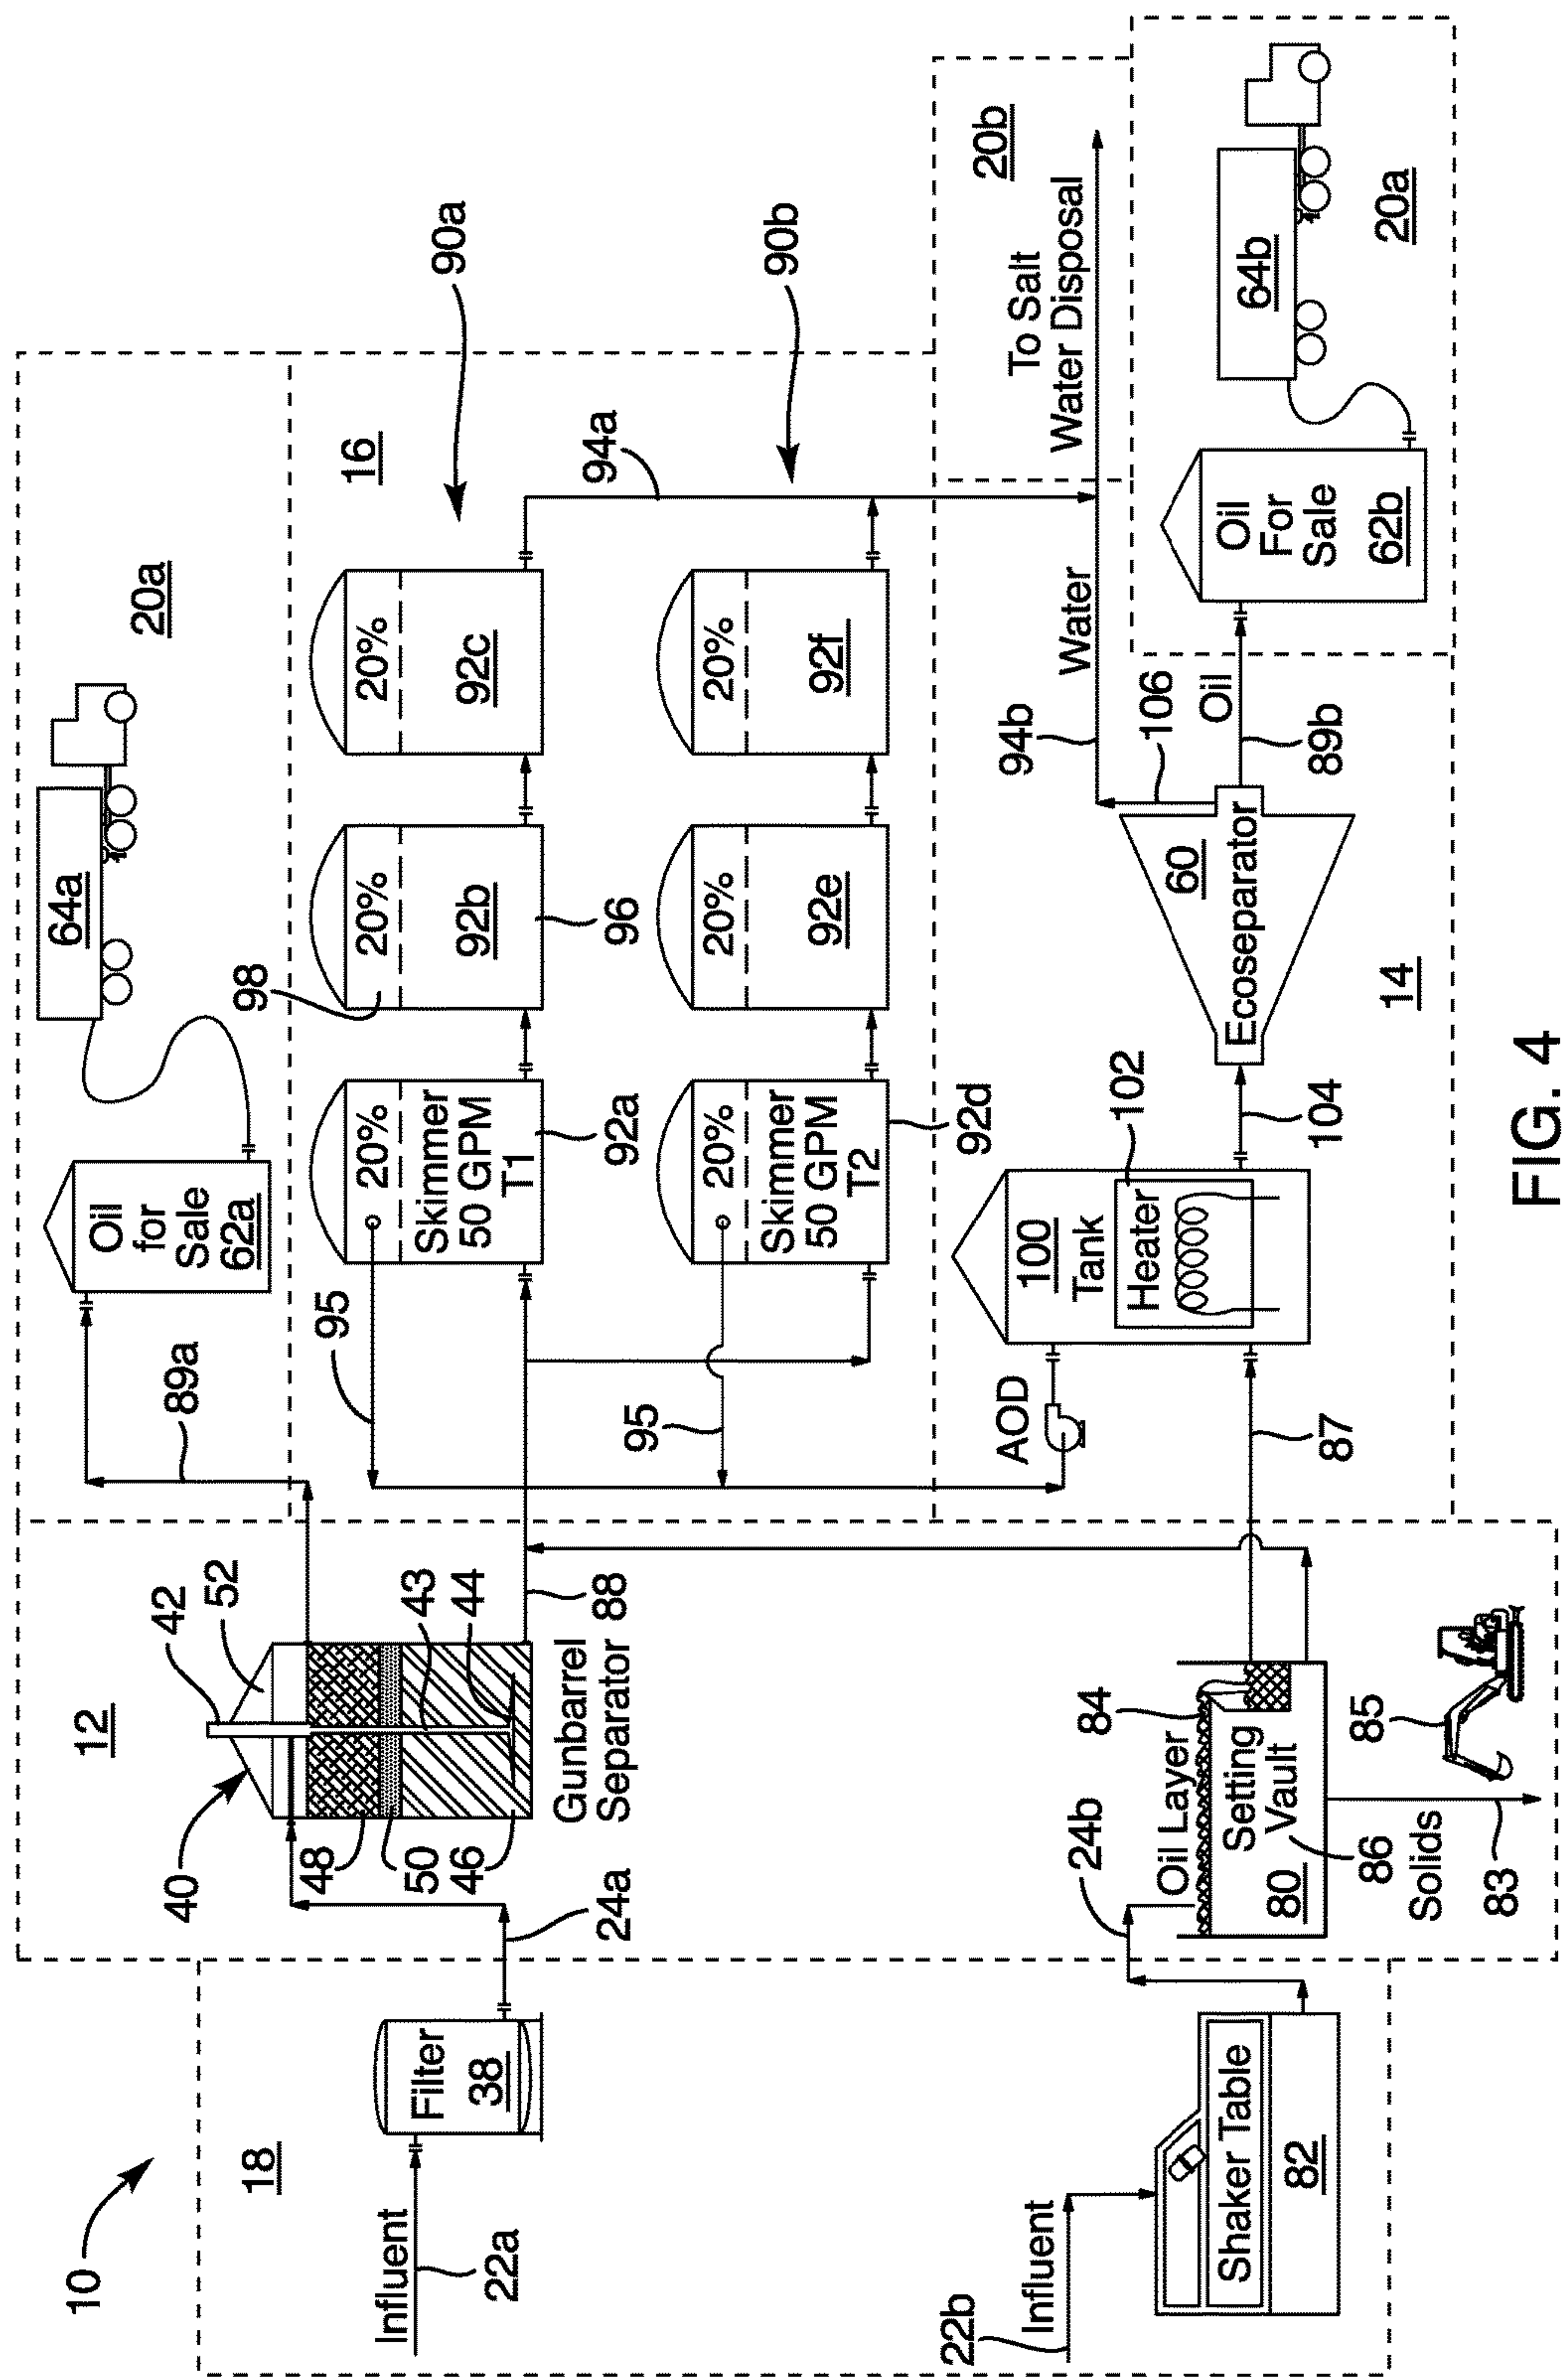 10
18
Influent
22a
Filter
38
24a
22b
Influent
Shaker Table
82
24b
12
40
42
52
48
50
46
43
44
88
Gunbarrel
Separator
Oil Layer
84
Setting
Vault
80
86
Solids
83
85
89a
Oil
for
Sale
62a
64a
20a
16
90a
90b
95
95
20%
Skimmer
50 GPM
T1
92a
98
20%
92b
96
20%
92c
94a
20%
Skimmer
50 GPM
T2
92d
20%
92e
20%
92f
AOD
87
100
Tank
Heater
102
104
60
Ecoseparator
14
106
94b
Water
Oil
89b
To Salt
Water Disposal
20b
Oil
For
Sale
62b
64b
20a
FIG. 4